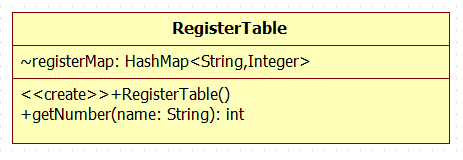 RegisterTable
~registerMap: HashMap<String,Integer>
<<create>>+RegisterTable()
+getNumber(name: String): int